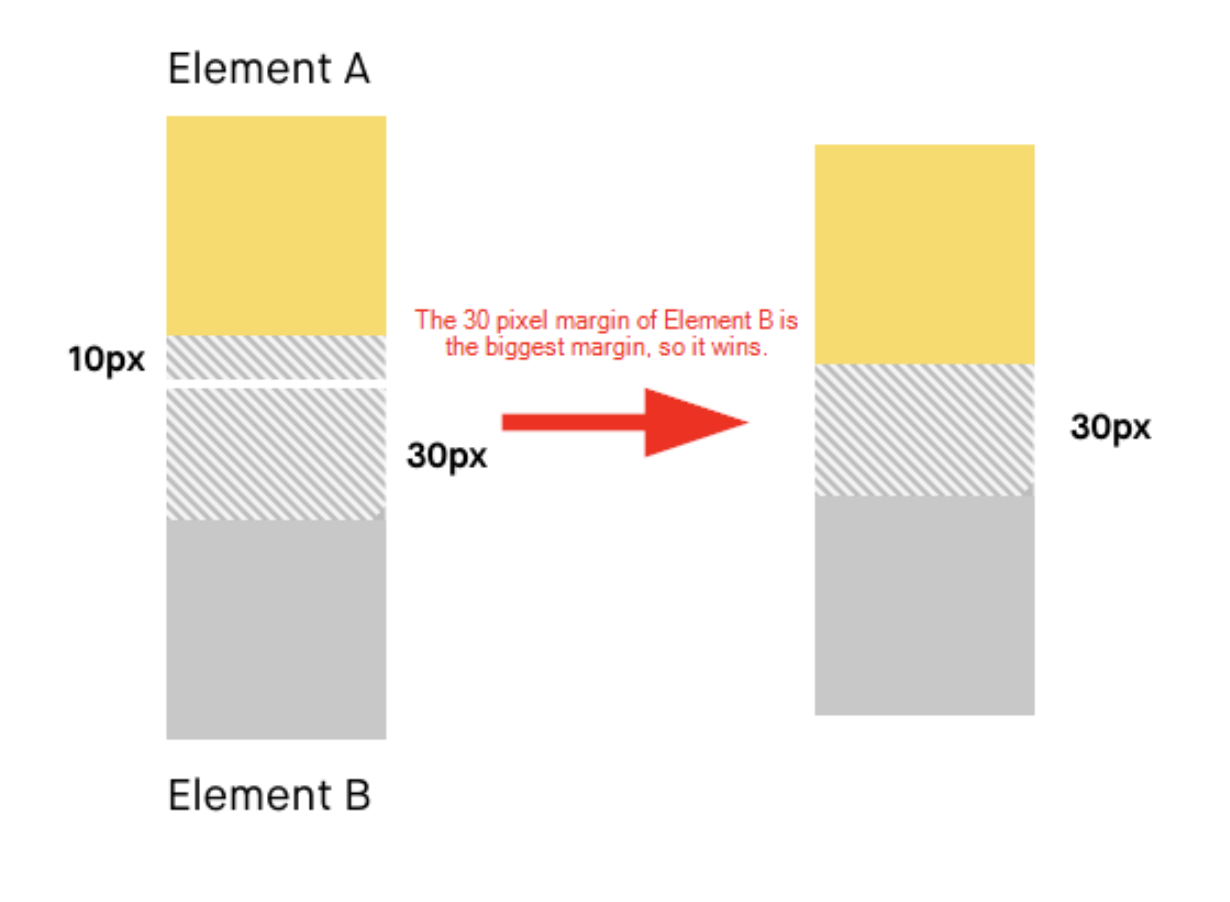 Element A
The 30 pixel margin of Element B is
the biggest margin, so it wins.
10px
30px
30px
Element B